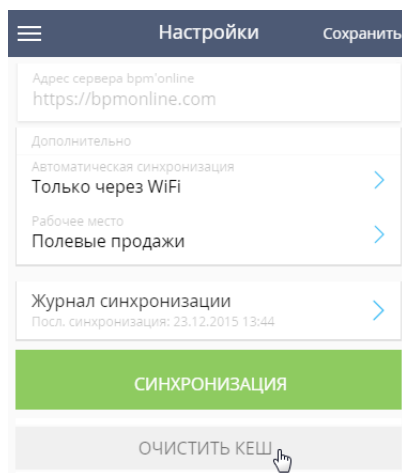 Настройки Сохранить
Адрес сервера bpm'online
https://bpmonline.com
Дополнительно
Автоматическая синхронизация
Только через WiFi
Рабочее место
Полевые продажи
Журнал синхронизации
Посл. синхронизация: 23.12.2015 13:44
СИНХРОНИЗАЦИЯ
ОЧИСТИТЬ КЕШ